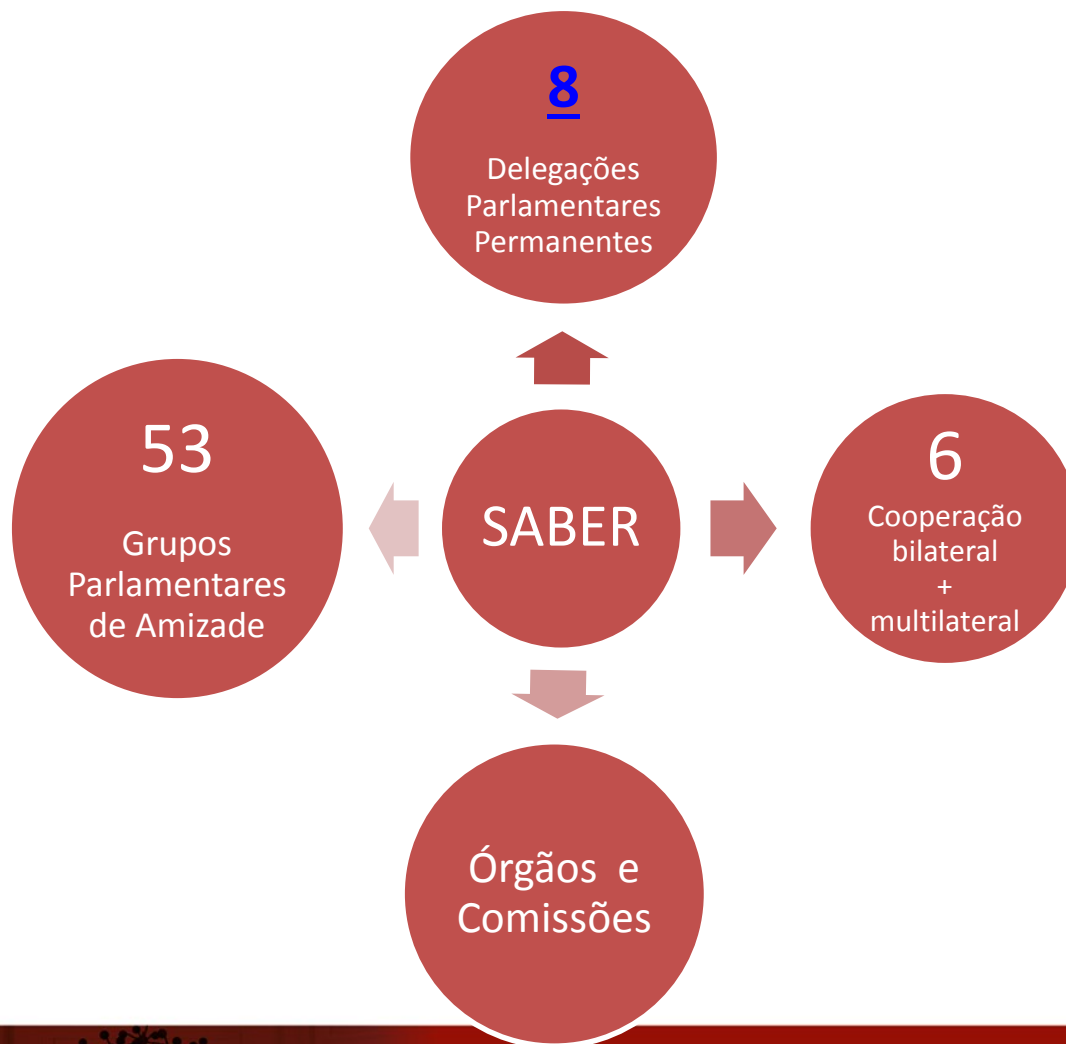 8
Delegações
Parlamentares
Permanentes
53
Grupos
Parlamentares
de Amizade
SABER
6
Cooperação
bilateral
+
multilateral
Órgãos e
Comissões